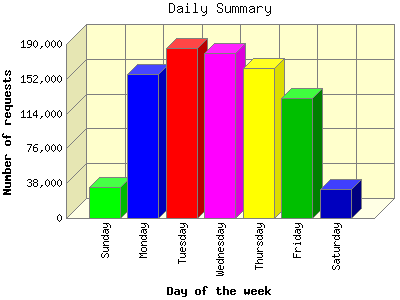 Daily Summary
Number of requests
190,000
152,000
114,000
76,000
38,000
0
Sunday
Monday
Tuesday
Wednesday
Thursday
Friday
Saturday
Day of the week